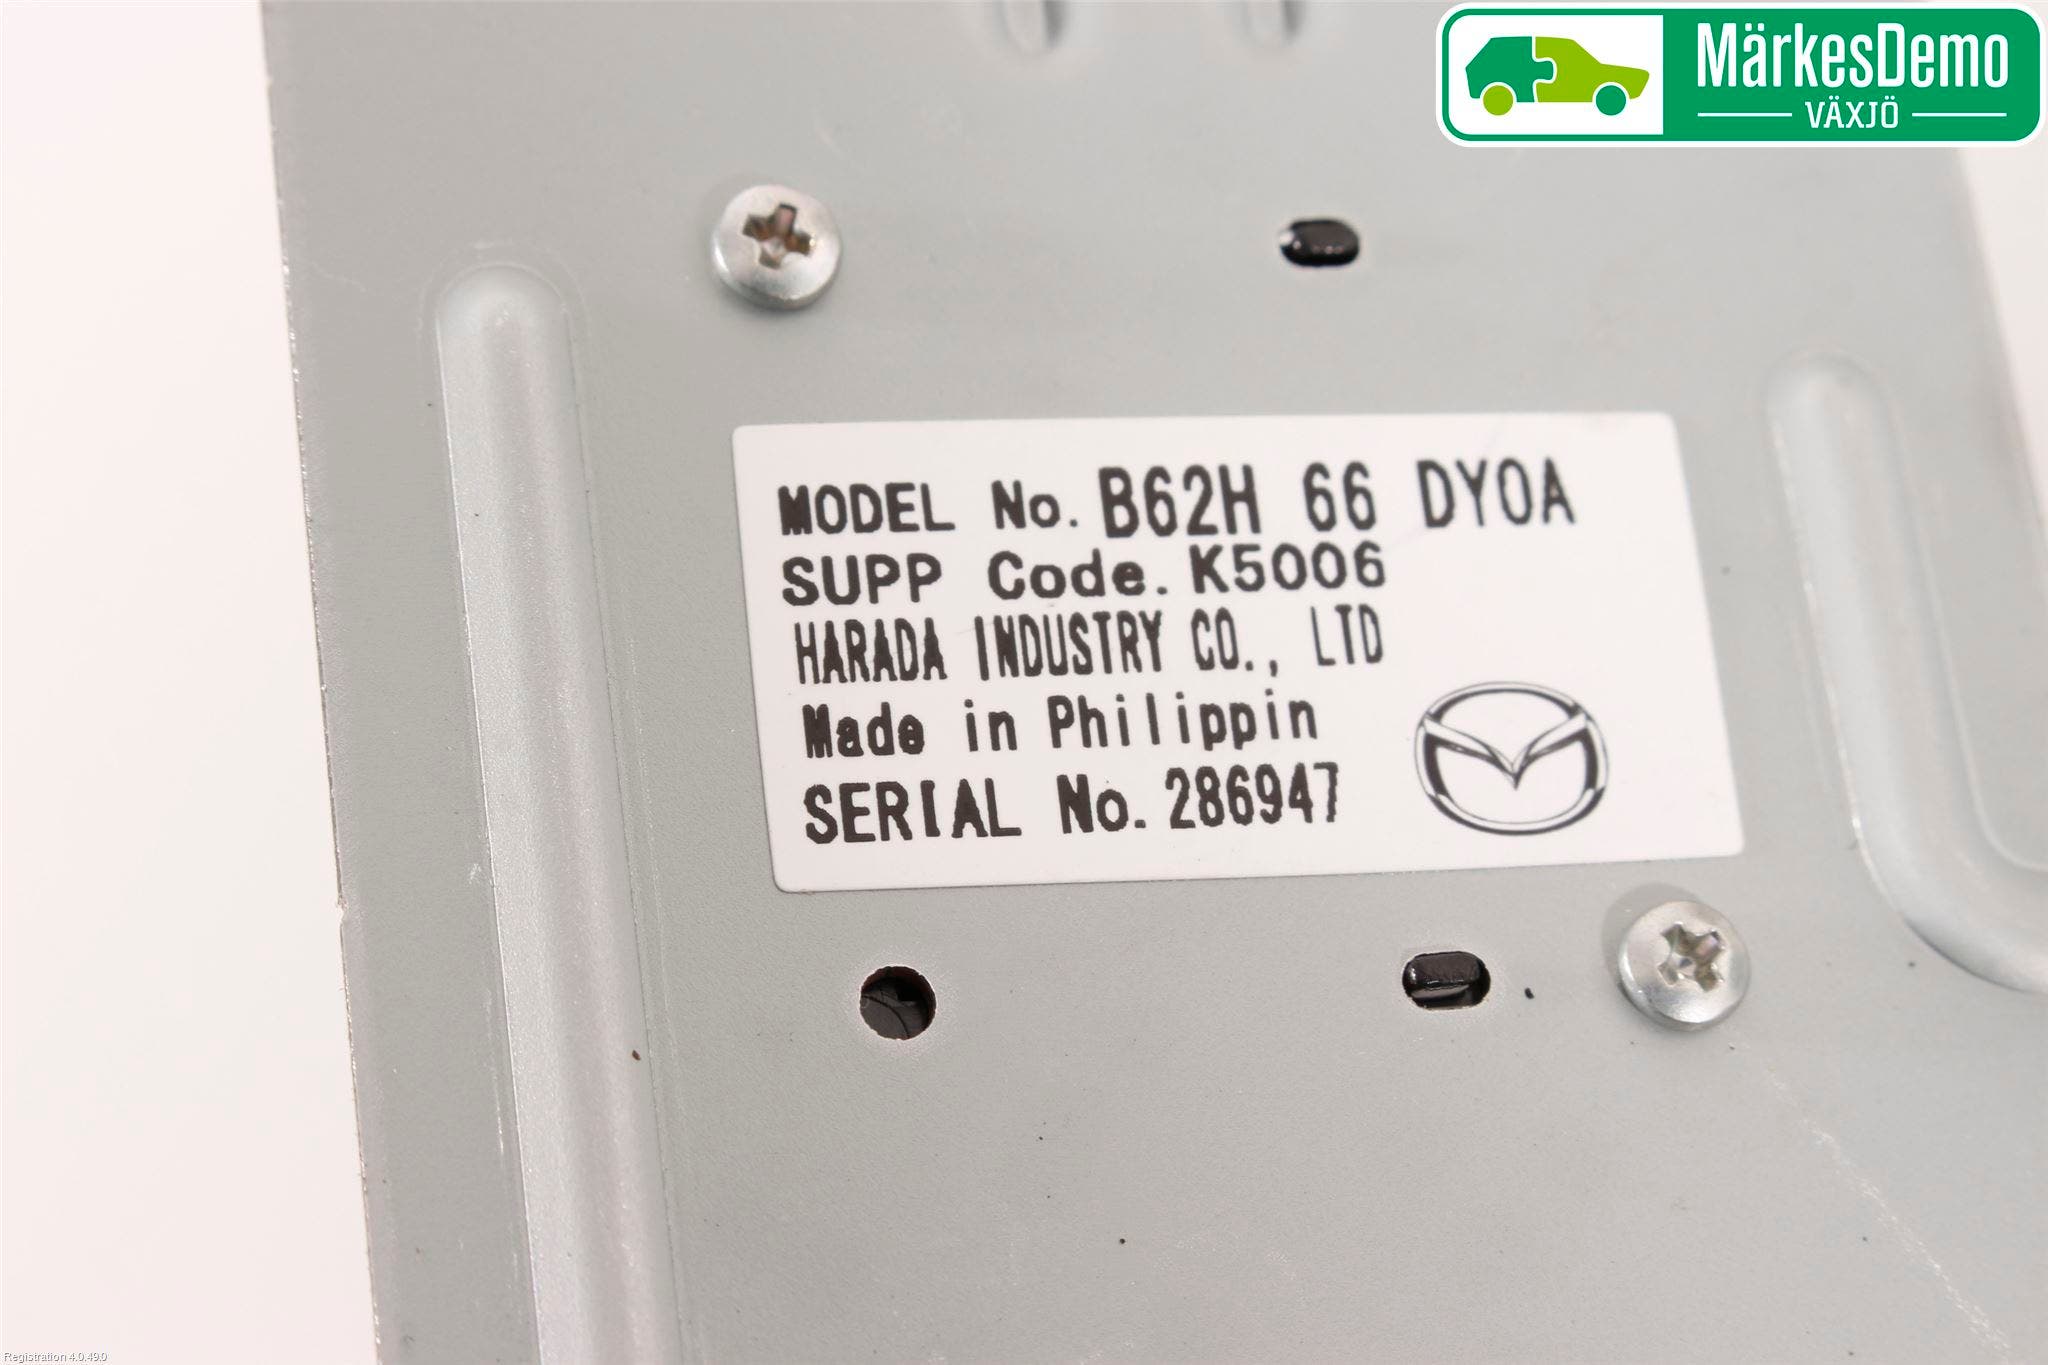 MärkesDemo
VÄXJÖ
MODEL No. B62H 66 DY0A
SUPP Code. K5006
HARADA INDUSTRY CO., LTD
Made in Philippin
SERIAL No. 286947
Registration 4.0.49.0